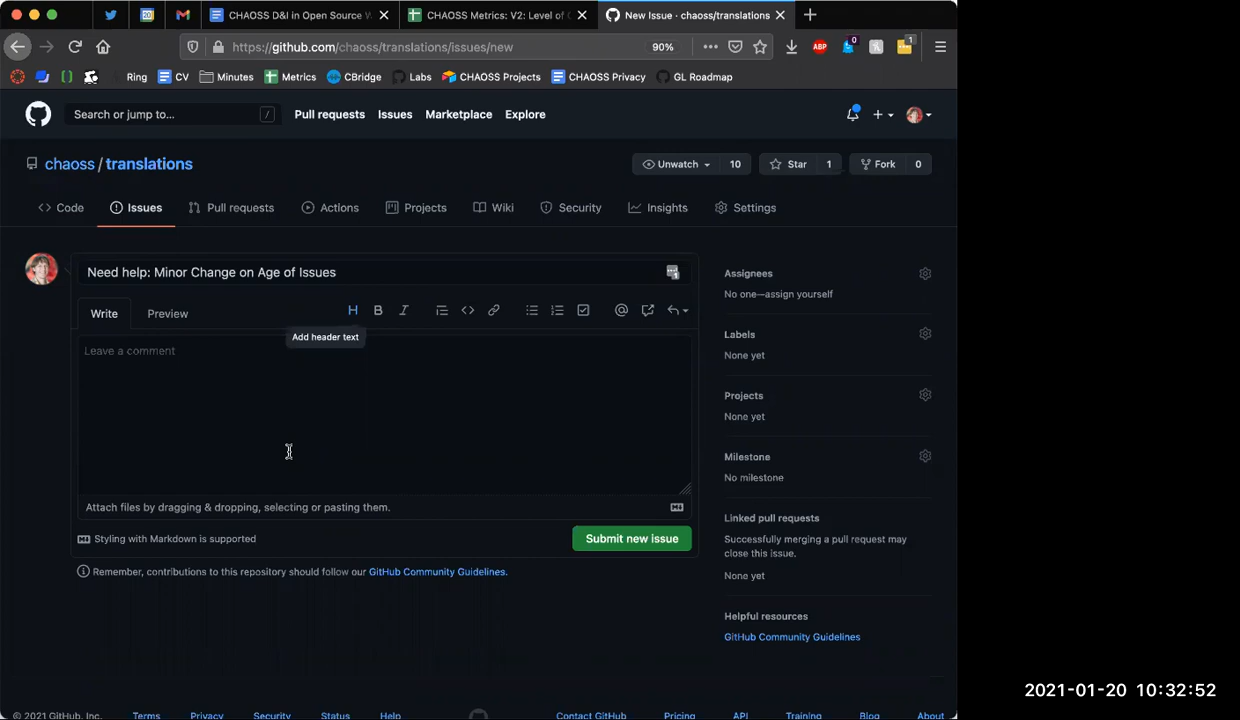 CHAOSS D&I in Open Source W
CHAOSS Metrics: V2: Level of
New Issue · chaoss/translations
https://github.com/chaoss/translations/issues/new
90%
ABP
0
1
Ring
CV
Minutes
Metrics
CBridge
Labs
CHAOSS Projects
CHAOSS Privacy
GL Roadmap
Search or jump to...
/
Pull requests
Issues
Marketplace
Explore
chaoss / translations
Unwatch
10
Star
1
Fork
0
Code
Issues
Pull requests
Actions
Projects
Wiki
Security
Insights
Settings
Need help: Minor Change on Age of Issues
Write
Preview
H
B
I
Add header text
Leave a comment
Attach files by dragging & dropping, selecting or pasting them.
Styling with Markdown is supported
Submit new issue
Remember, contributions to this repository should follow our GitHub Community Guidelines.
Assignees
No one—assign yourself
Labels
None yet
Projects
None yet
Milestone
No milestone
Linked pull requests
Successfully merging a pull request may
close this issue.
None yet
Helpful resources
GitHub Community Guidelines
© 2021 GitHub, Inc.
Terms
Privacy
Security
Status
Help
Contact GitHub
Pricing
API
Training
Blog
About
2021-01-20 10:32:52